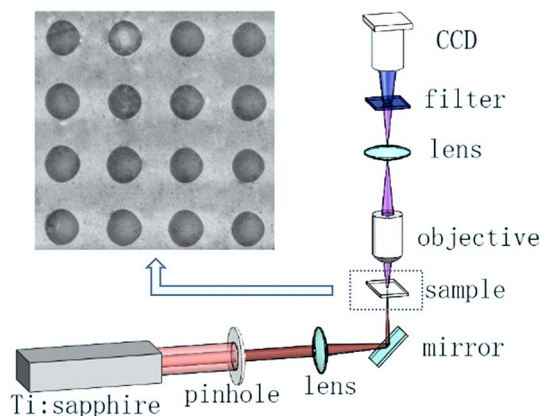 CCD
filter
lens
objective
sample
mirror
lens
pinhole
Ti:sapphire